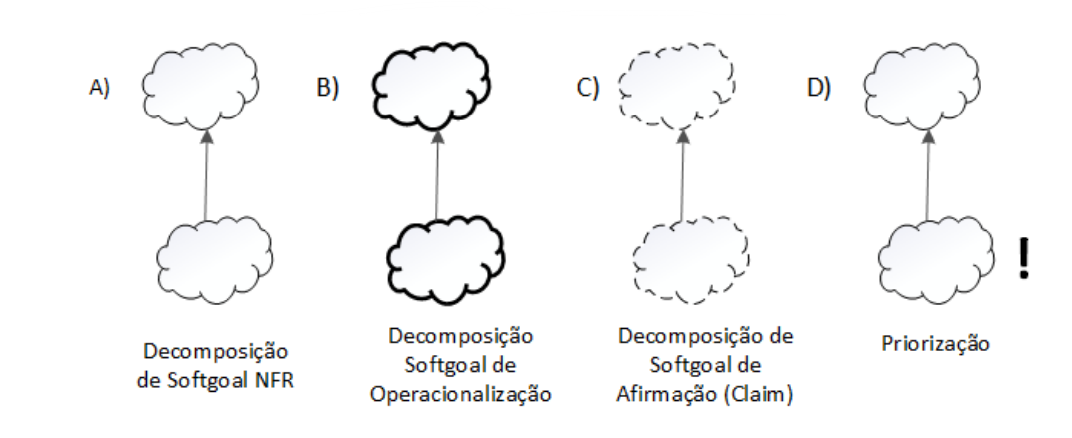 A)
B)
C)
D)
!
Decomposição
de Softgoal NFR
Decomposição
Softgoal de
Operacionalização
Decomposição de
Softgoal de
Afirmação (Claim)
Priorização